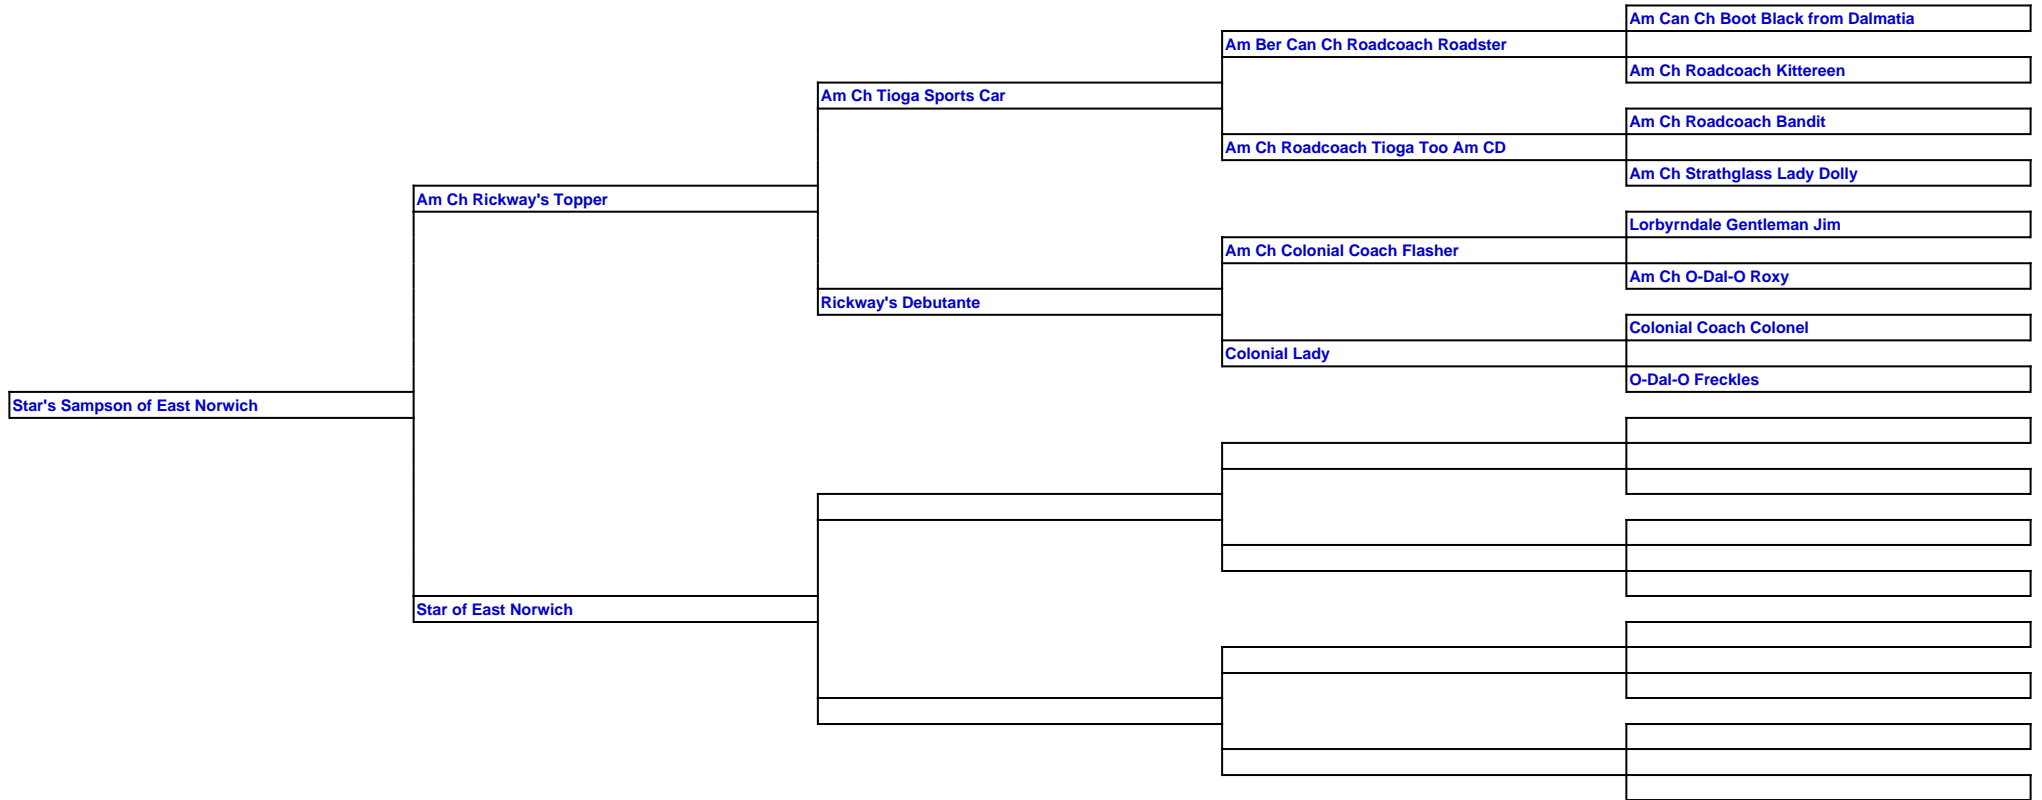 Am Can Ch Boot Black from Dalmatia
Am Ber Can Ch Roadcoach Roadster
Am Ch Roadcoach Kittereen
Am Ch Tioga Sports Car
Am Ch Roadcoach Bandit
Am Ch Roadcoach Tioga Too Am CD
Am Ch Strathglass Lady Dolly
Am Ch Rickway's Topper
Lorbyrndale Gentleman Jim
Am Ch Colonial Coach Flasher
Am Ch O-Dal-O Roxy
Rickway's Debutante
Colonial Coach Colonel
Colonial Lady
O-Dal-O Freckles
Star's Sampson of East Norwich
Star of East Norwich